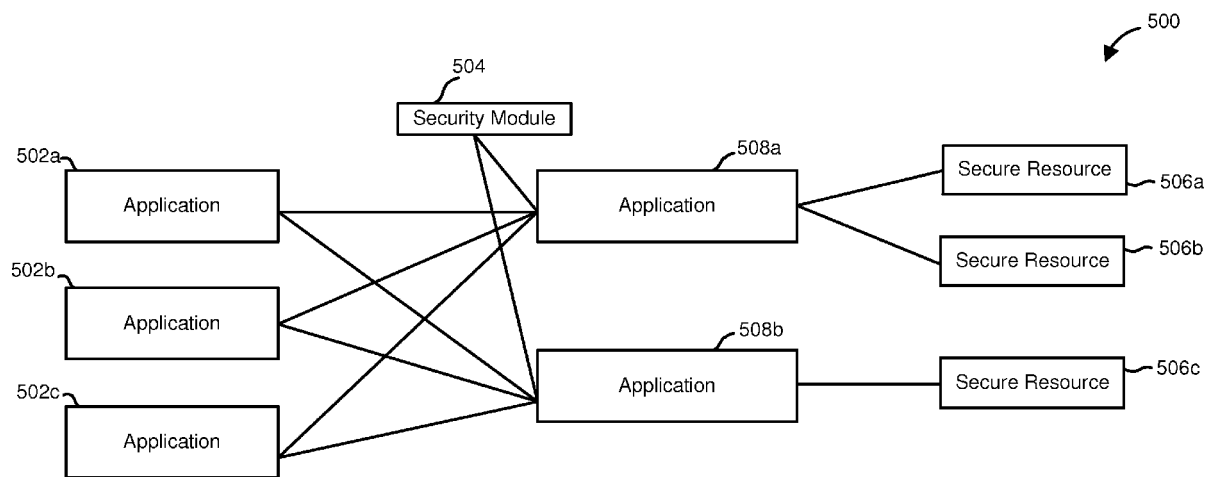 500
504
Security Module
502a
508a
Application
Application
Secure Resource
506a
502b
Secure Resource
506b
Application
508b
Application
Secure Resource
506c
502c
Application